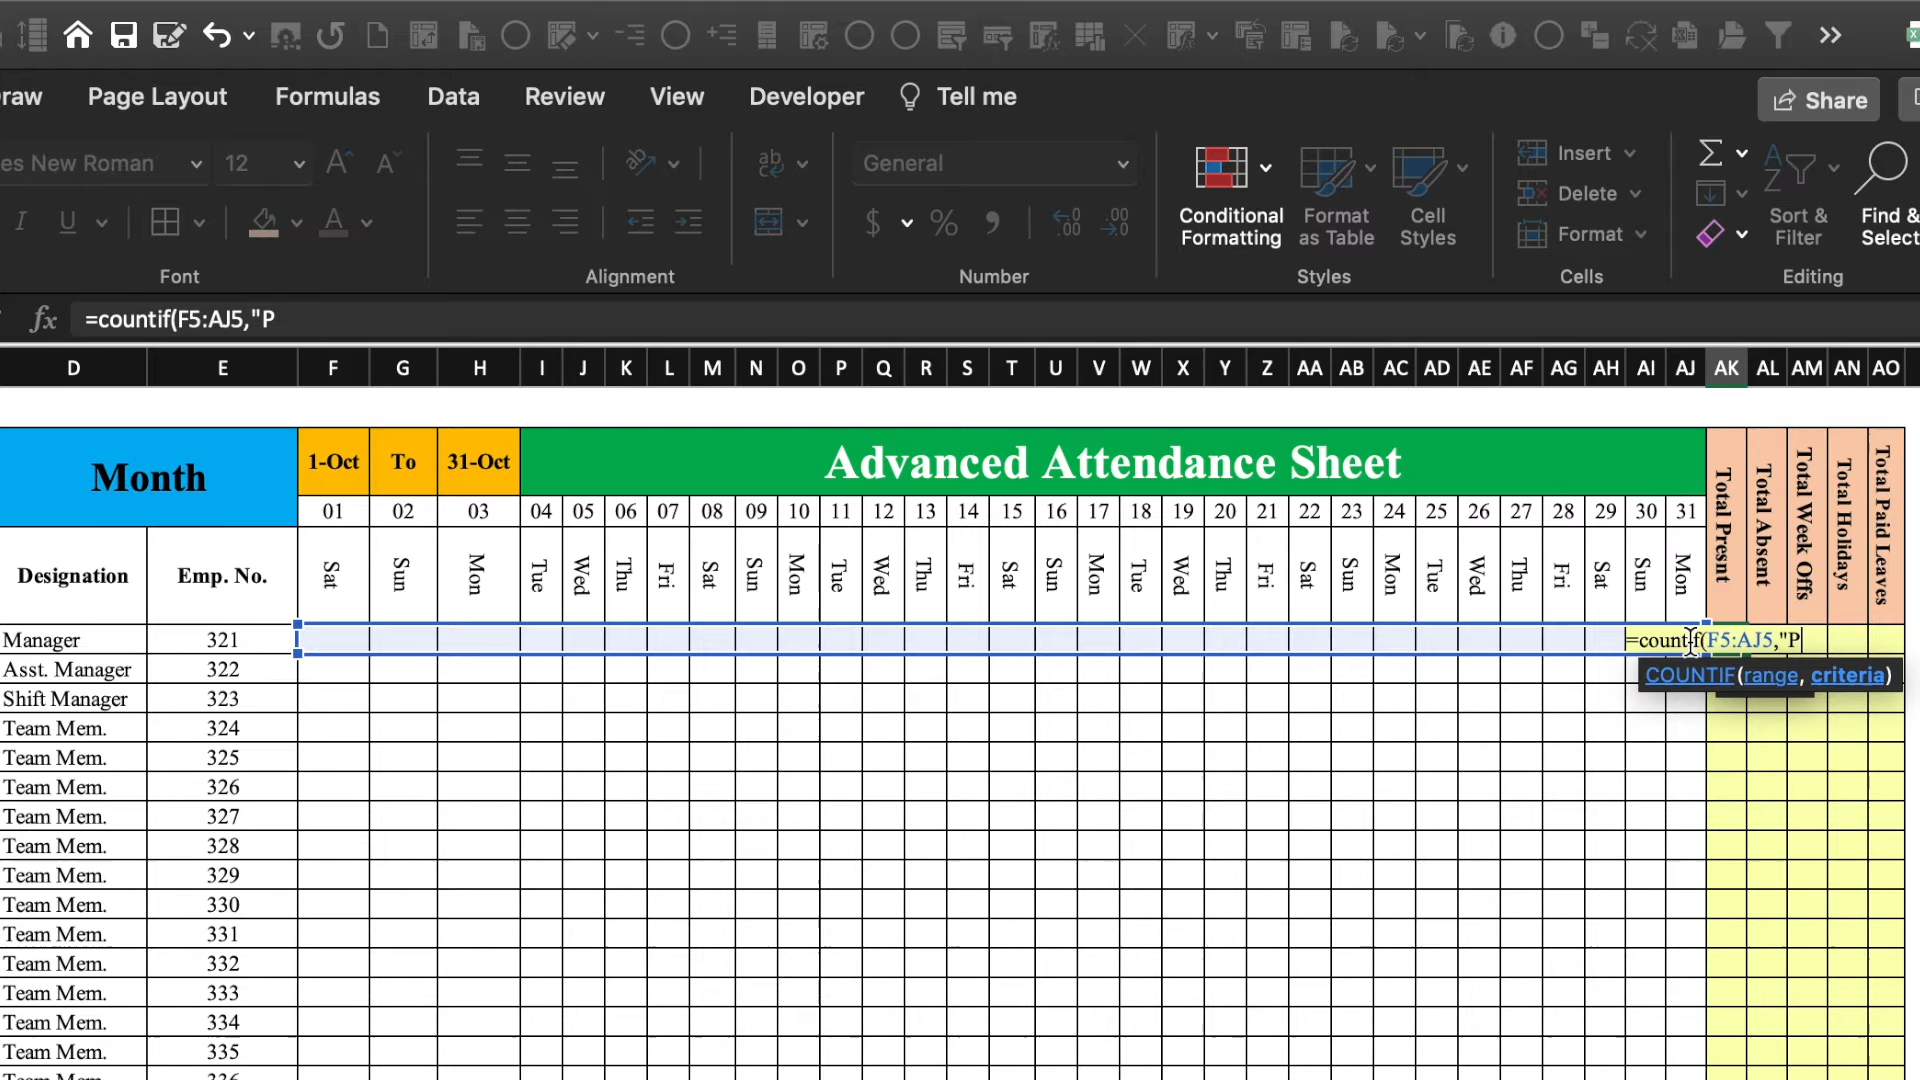 raw Page Layout Formulas Data Review View Developer Tell me Share
es New Roman 12 General Insert
Delete
Format
Conditional Formatting
Format as Table
Cell Styles
Sort & Filter
Find & Select
I U $ %
Font Alignment Number Styles Cells Editing
fx =countif(F5:AJ5,"P
D E F G H I J K L M N O P Q R S T U V W X Y Z AA AB AC AD AE AF AG AH AI AJ AK AL AM AN AO
Month 1-Oct To 31-Oct Advanced Attendance Sheet
Total Presnt
Total Absent
Total Week Offs
Total Holidays
Total Paid Leaves
01 02 03 04 05 06 07 08 09 10 11 12 13 14 15 16 17 18 19 20 21 22 23 24 25 26 27 28 29 30 31
Designation Emp. No. Sat Sun Mon Tue Wed Thu Fri Sat Sun Mon Tue Wed Thu Fri Sat Sun Mon Tue Wed Thu Fri Sat Sun Mon Tue Wed Thu Fri Sat Sun Mon
Manager 321 =countif(F5:AJ5,"P
Asst. Manager 322 COUNTIF(range, criteria)
Shift Manager 323
Team Mem. 324
Team Mem. 325
Team Mem. 326
Team Mem. 327
Team Mem. 328
Team Mem. 329
Team Mem. 330
Team Mem. 331
Team Mem. 332
Team Mem. 333
Team Mem. 334
Team Mem. 335